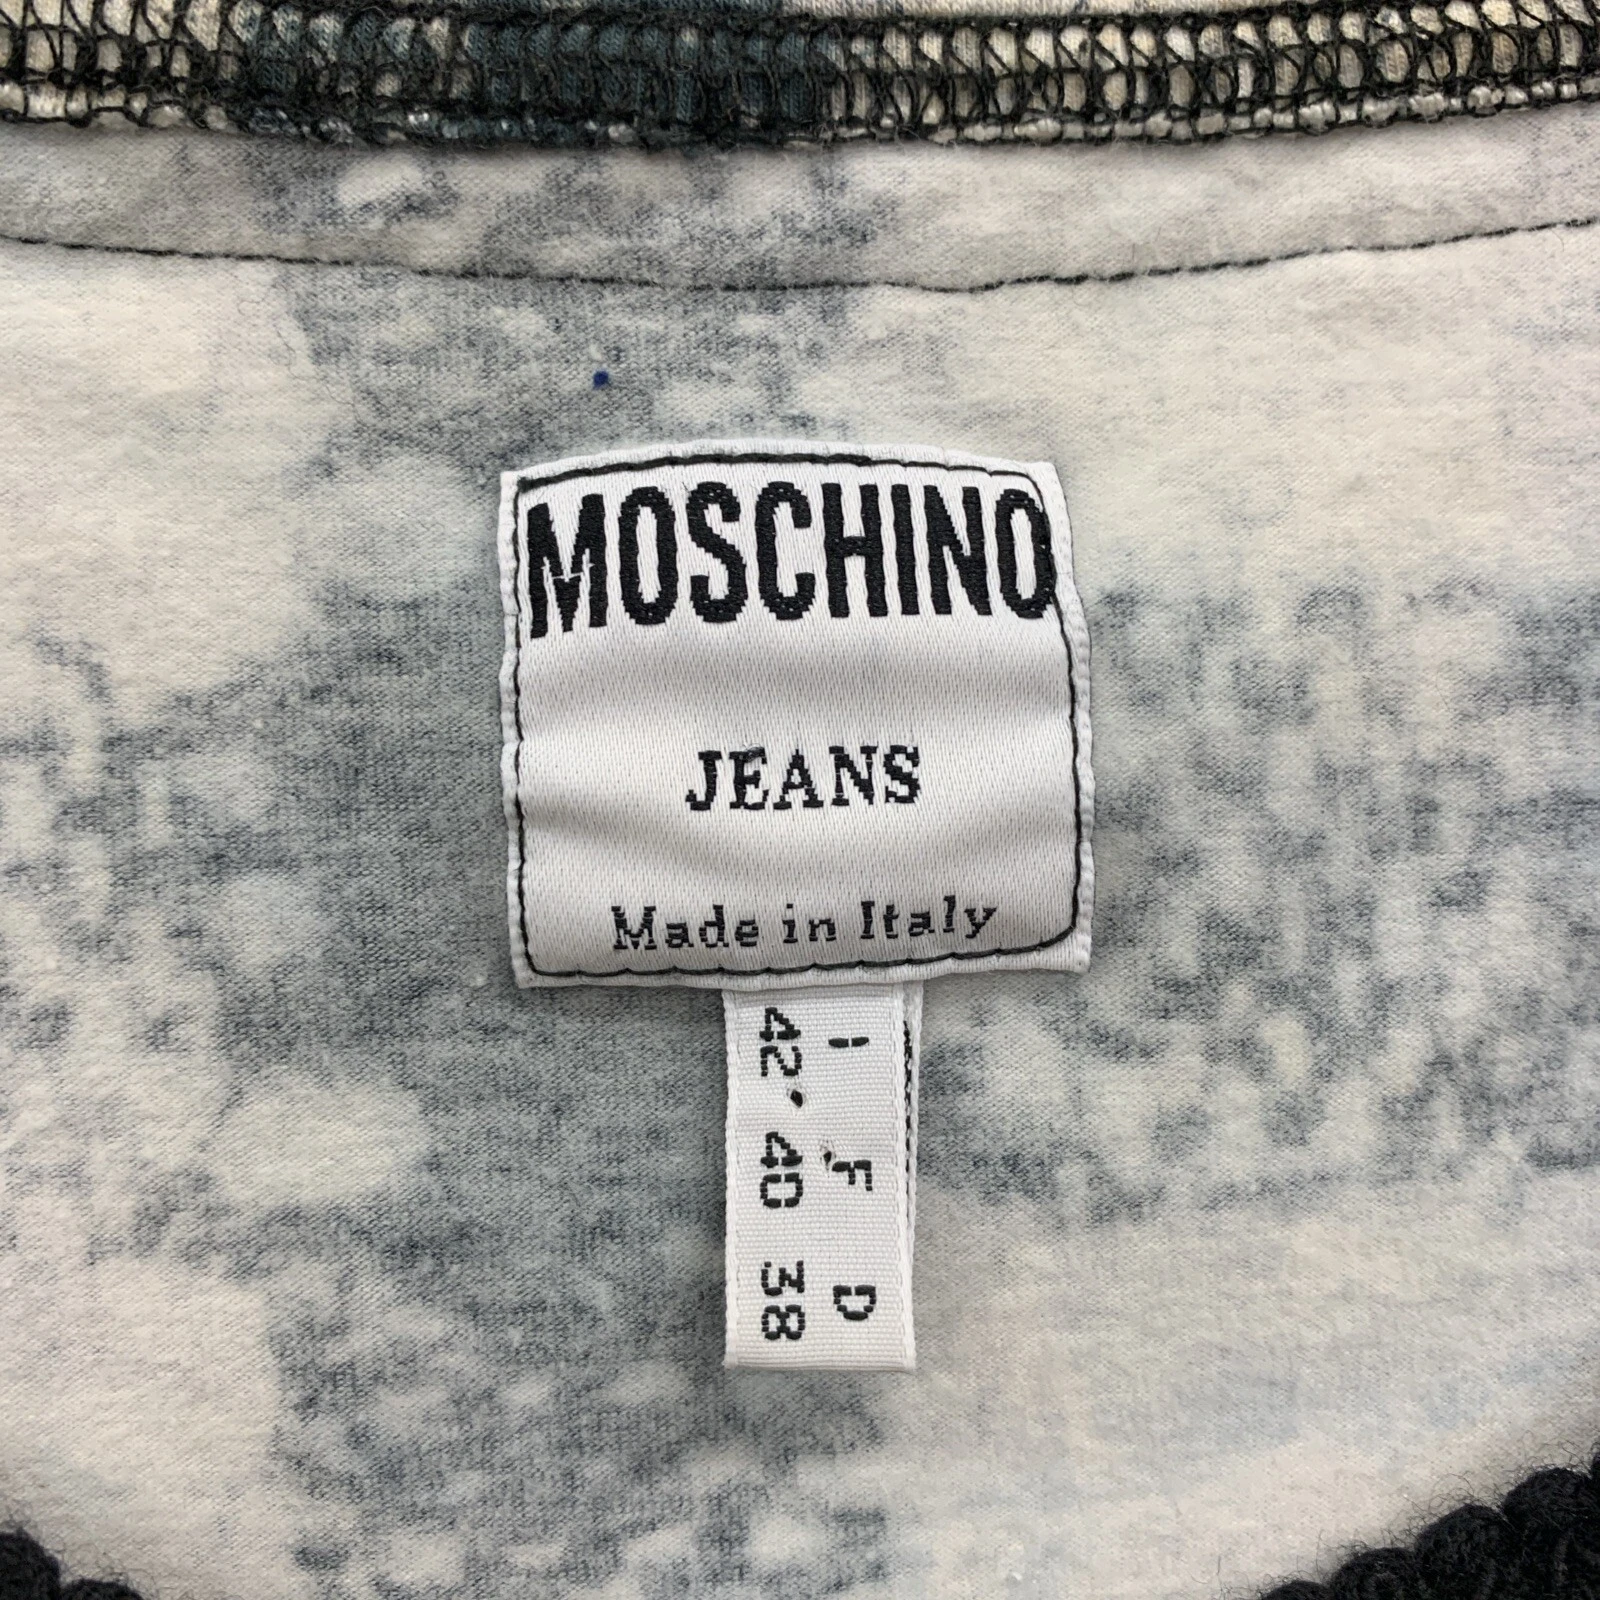 MOSCHINO
JEANS
Made in Italy
I F D
42 40 38